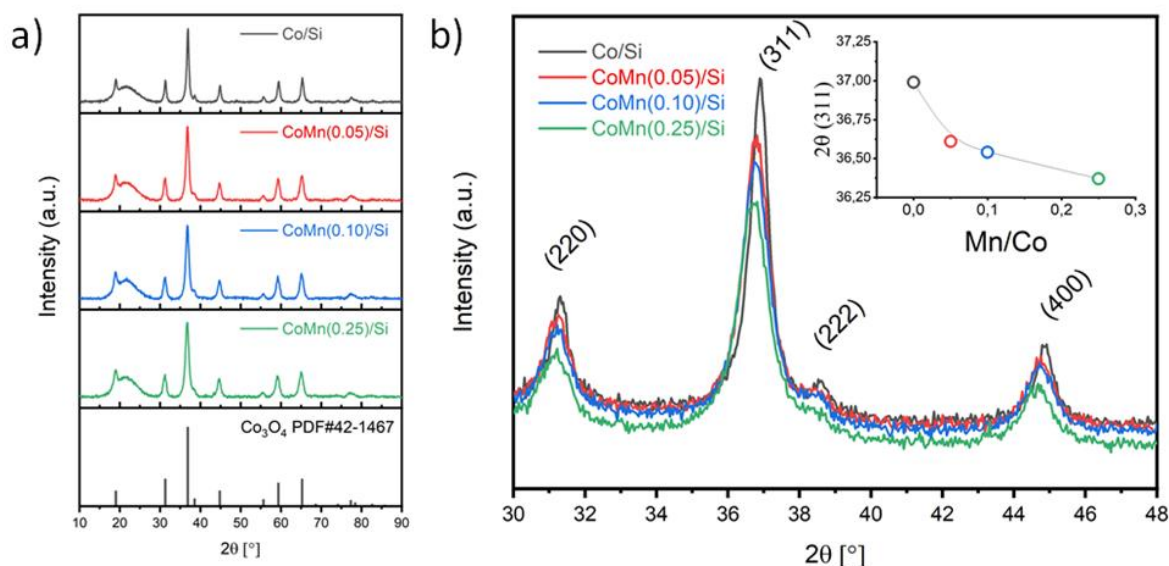 a)
Co/Si
CoMn(0.05)/Si
CoMn(0.10)/Si
CoMn(0.25)/Si
Co₃O₄ PDF#42-1467
Intensity (a.u.)
10 20 30 40 50 60 70 80 90
2θ [°]
b)
Co/Si
CoMn(0.05)/Si
CoMn(0.10)/Si
CoMn(0.25)/Si
(220)
(311)
(222)
(400)
Intensity (a.u.)
30 32 34 36 38 40 42 44 46 48
2θ [°]
2θ (311)
37,25
37,00
36,75
36,50
36,25
0,0 0,1 0,2 0,3
Mn/Co